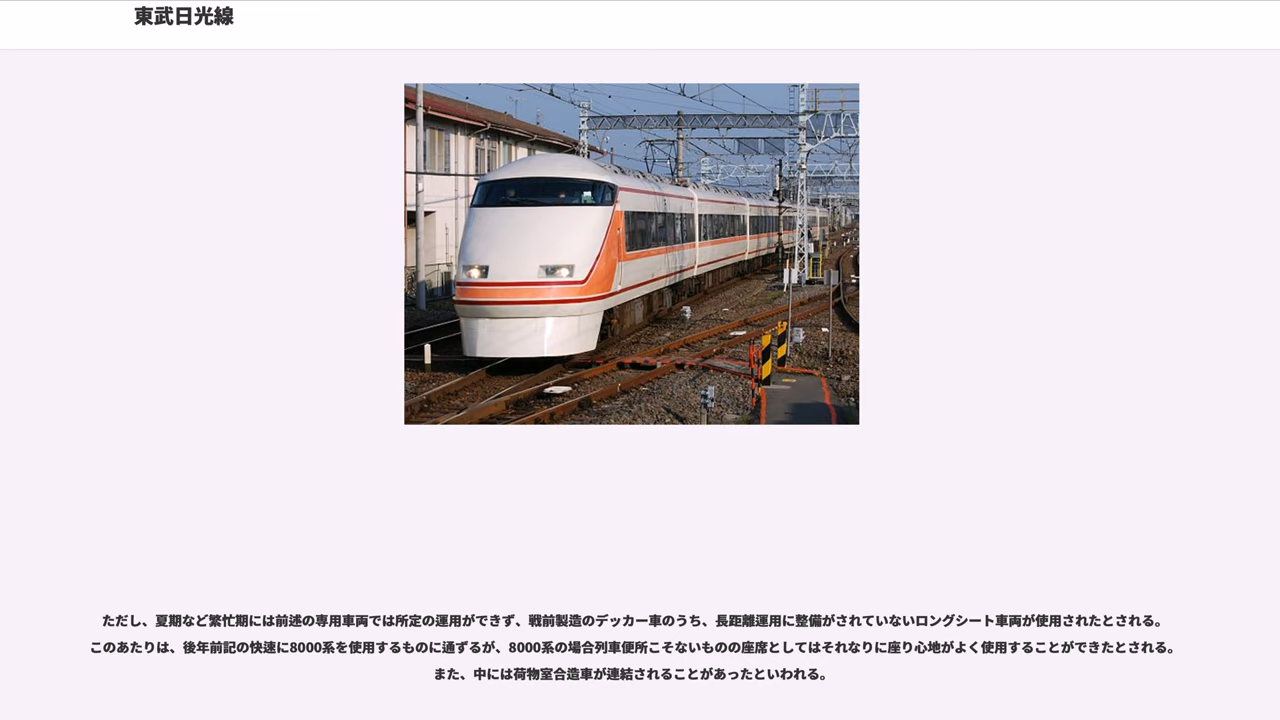 東武日光線
ただし、夏期など繁忙期には前述の専用車両では所定の運用ができず、戦前製造のデッカー車のうち、長距離運用に整備がされていないロングシート車両が使用されたとされる。
このあたりは、後年前記の快速に8000系を使用するものに通ずるが、8000系の場合列車便所こそないものの座席としてはそれなりに座り心地がよく使用することができたとされる。
また、中には荷物室合造車が連結されることがあったといわれる。